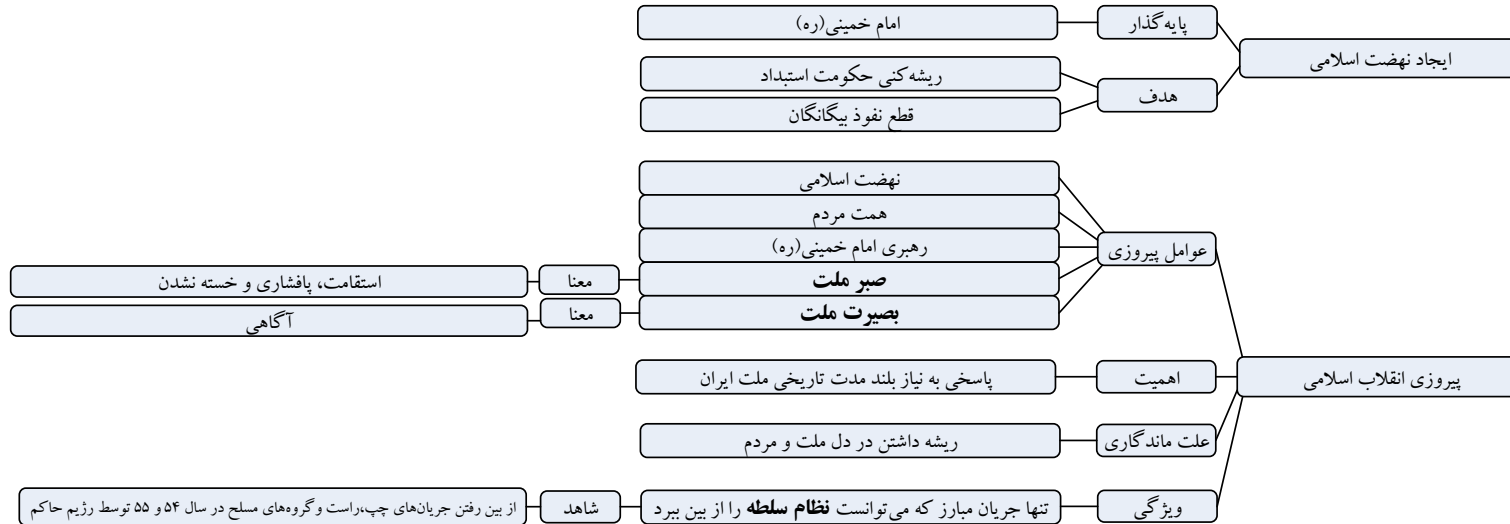 ایجاد نهضت اسلامی
پایه‌گذار
امام خمینی(ره)
هدف
ریشه‌کنی حکومت استبداد
قطع نفوذ بیگانگان
پیروزی انقلاب اسلامی
عوامل پیروزی
نهضت اسلامی
همت مردم
رهبری امام خمینی(ره)
صبر ملت
معنا
استقامت، پافشاری و خسته نشدن
بصیرت ملت
معنا
آگاهی
اهمیت
پاسخی به نیاز بلند مدت تاریخی ملت ایران
علت ماندگاری
ریشه داشتن در دل ملت و مردم
ویژگی
تنها جریان مبارز که می‌توانست نظام سلطه را از بین ببرد
شاهد
از بین رفتن جریان‌های چپ،راست وگروه‌های مسلح در سال ۵۴ و ۵۵ توسط رژیم حاکم